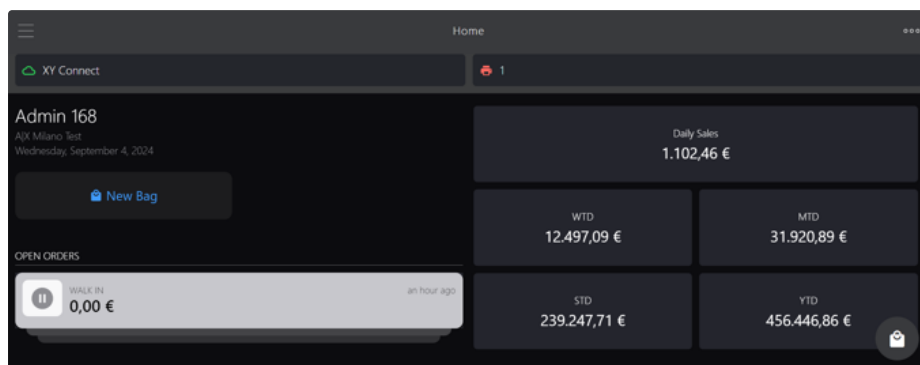 Home
XY Connect
1
Admin 168
A|X Milano Test
Wednesday, September 4, 2024
New Bag
OPEN ORDERS
WALK IN
an hour ago
0,00 €
Daily Sales
1.102,46 €
WTD
12.497,09 €
MTD
31.920,89 €
STD
239.247,71 €
YTD
456.446,86 €